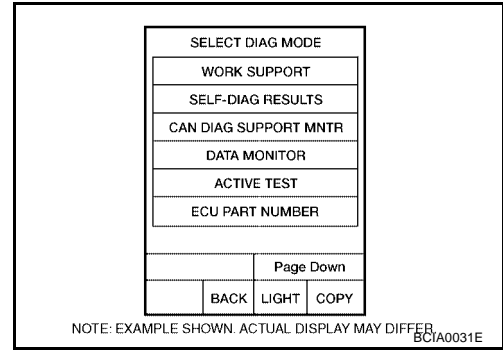 SELECT DIAG MODE
WORK SUPPORT
SELF-DIAG RESULTS
CAN DIAG SUPPORT MNTR
DATA MONITOR
ACTIVE TEST
ECU PART NUMBER
Page Down
BACK LIGHT COPY
NOTE: EXAMPLE SHOWN. ACTUAL DISPLAY MAY DIFFER.
BCIA0031E